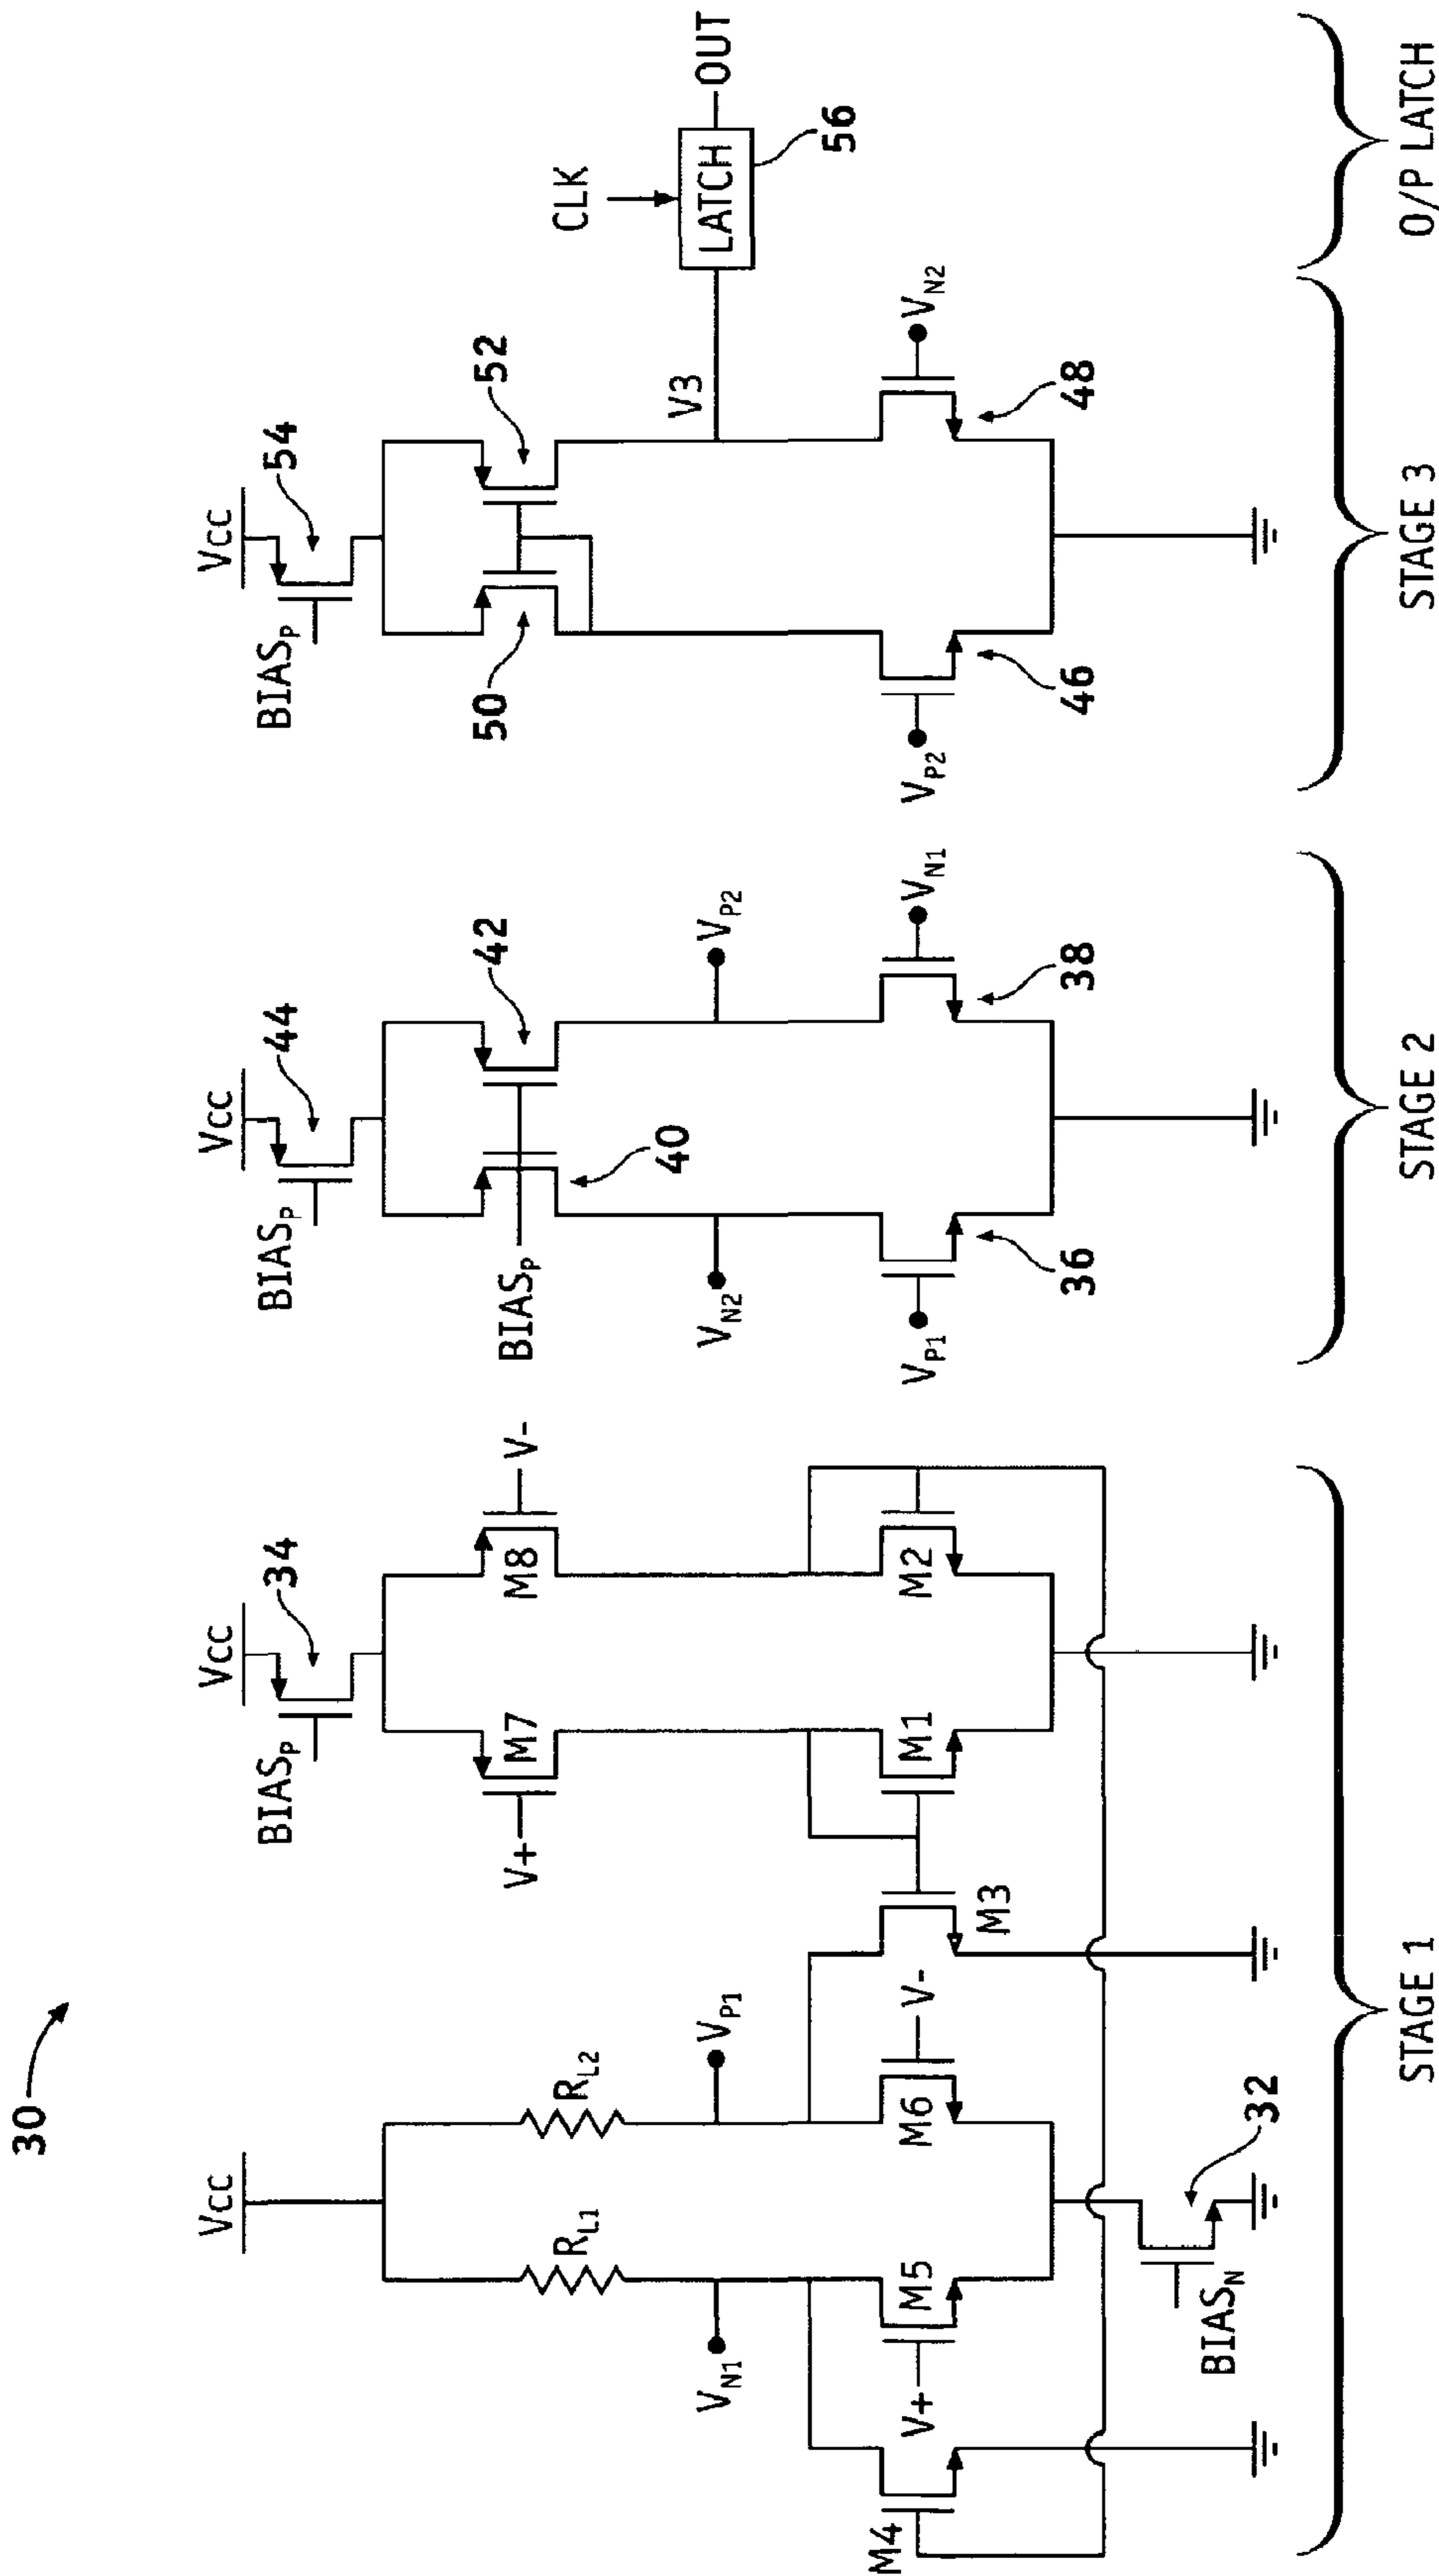 30
Vcc
RL1
RL2
VN1
VP1
M4
V+
M5
M6
V-
M3
BIASN
32
Vcc
34
BIASP
V+
M7
M8
V-
M1
M2
STAGE 1
Vcc
44
BIASP
BIASP
40
42
VN2
VP2
VP1
VN1
36
38
STAGE 2
Vcc
54
BIASP
50
52
V3
VP2
VN2
46
48
STAGE 3
CLK
LATCH
OUT
56
O/P LATCH